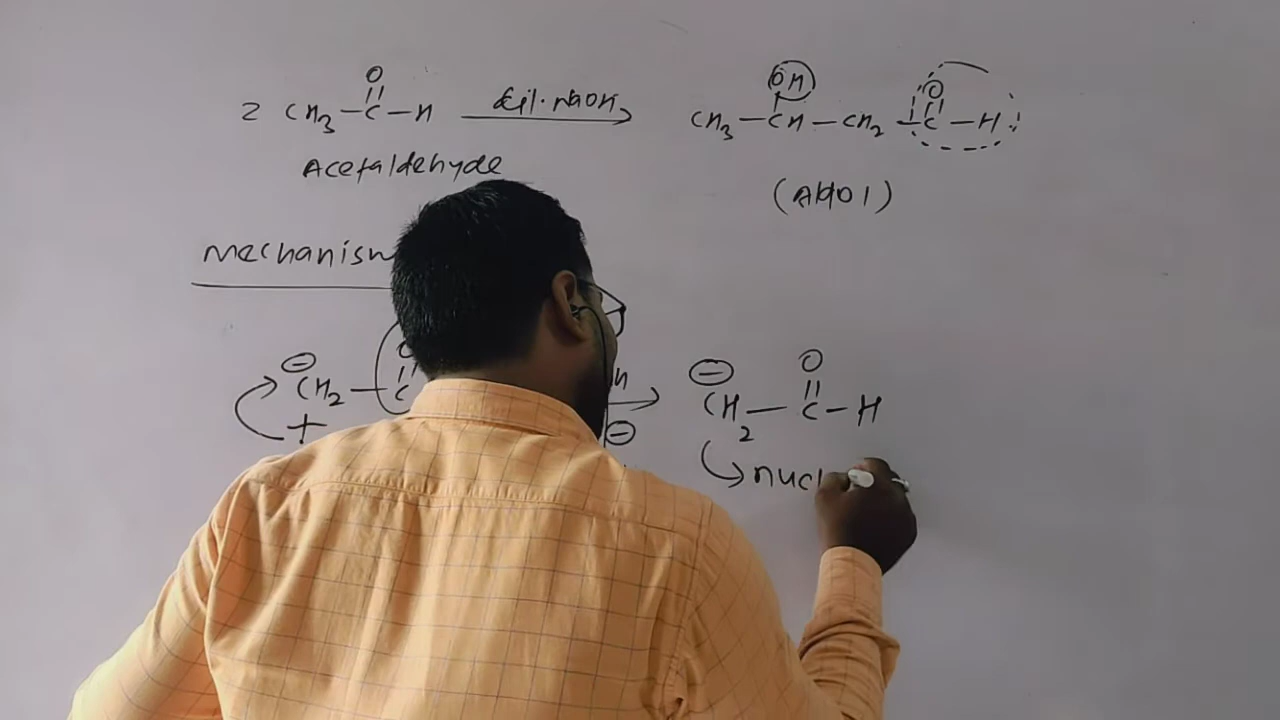 O OH O
2 CH3 — C — H dil. NaOH → CH3 — CH — CH2 — C — H
Acetaldehyde
(Aldol)
Mechanism
⊖ O ⊖ O
CH2 — C H → CH2 — C — H
+ ⊖
nucl